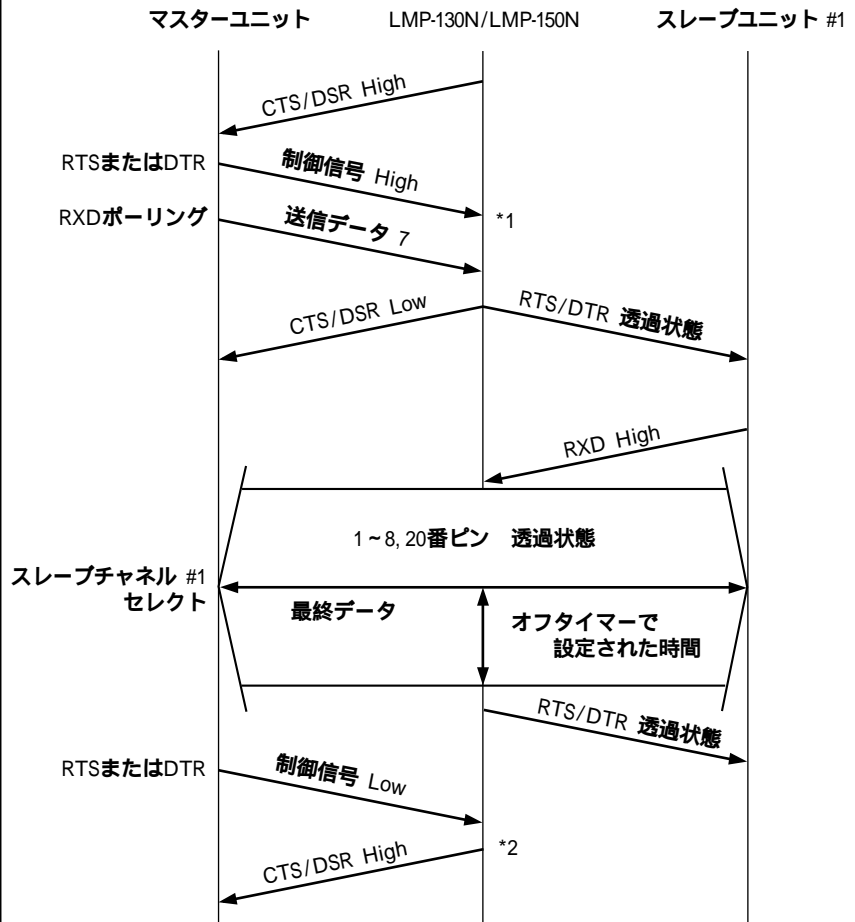 マスターユニット LMP-130N/LMP-150N スレーブユニット #1
CTS/DSR High
RTSまたはDTR 制御信号 High
*1
RXDポーリング 送信データ 7
CTS/DSR Low RTS/DTR 透過状態
RXD High
1~8, 20番ピン 透過状態
スレーブチャネル #1
セレクト
最終データ オフタイマーで
設定された時間
RTS/DTR 透過状態
RTSまたはDTR 制御信号 Low
CTS/DSR High *2